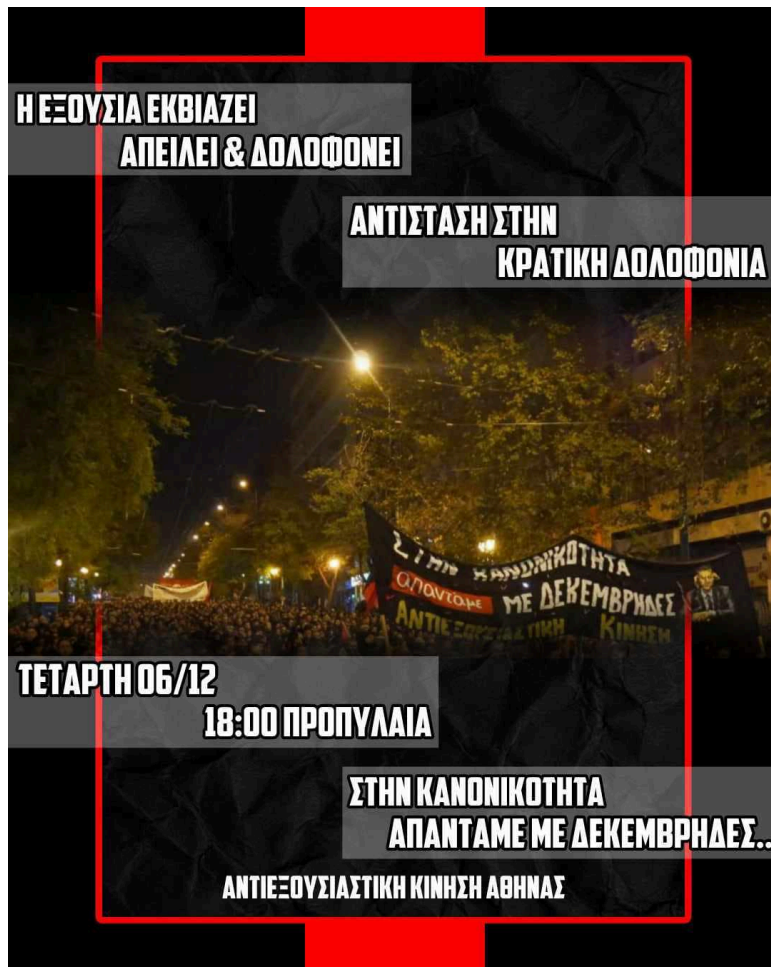 Η ΕΞΟΥΣΙΑ ΕΚΒΙΑΖΕΙ
ΑΠΕΙΛΕΙ & ΔΟΛΟΦΟΝΕΙ
ΑΝΤΙΣΤΑΣΗ ΣΤΗΝ
ΚΡΑΤΙΚΗ ΔΟΛΟΦΟΝΙΑ
ΣΤΗΝ ΚΑΝΟΝΙΚΟΤΗΤΑ
απαντάμε ΜΕ ΔΕΚΕΜΒΡΗΔΕΣ
ΑΝΤΙΕΞΟΥΣΙΑΣΤΙΚΗ ΚΙΝΗΣΗ
ΤΕΤΑΡΤΗ 06/12
18:00 ΠΡΟΠΥΛΑΙΑ
ΣΤΗΝ ΚΑΝΟΝΙΚΟΤΗΤΑ
ΑΠΑΝΤΑΜΕ ΜΕ ΔΕΚΕΜΒΡΗΔΕΣ..
ΑΝΤΙΕΞΟΥΣΙΑΣΤΙΚΗ ΚΙΝΗΣΗ ΑΘΗΝΑΣ